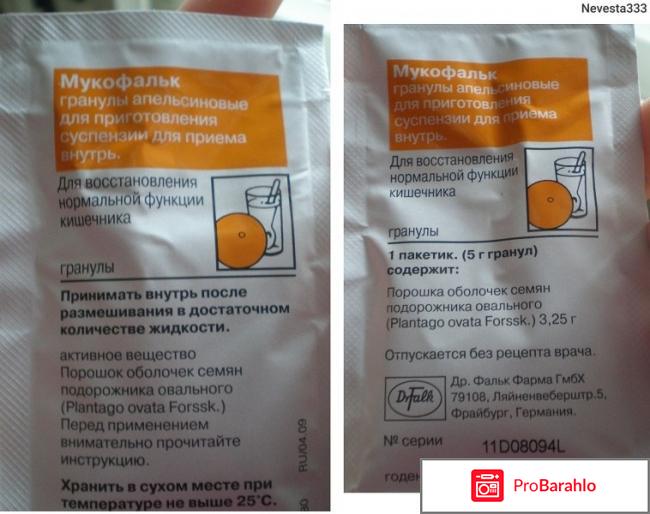 Мукофальк
гранулы апельсиновые
для приготовления
суспензии для приема
внутрь.
Для восстановления
нормальной функции
кишечника
гранулы
Принимать внутрь после
размешивания в достаточном
количестве жидкости.
активное вещество
Порошок оболочек семян
подорожника овального
(Plantago ovata Forssk.)
Перед применением
внимательно прочитайте
инструкцию.
Хранить в сухом месте при
температуре не выше 25°С.
RU/04.09
Nevesta333
Мукофальк
гранулы апельсиновые
для приготовления
суспензии для приема
внутрь.
Для восстановления
нормальной функции
кишечника
гранулы
1 пакетик. (5 г гранул)
содержит:
Порошка оболочек семян
подорожника овального
(Plantago ovata Forssk.) 3,25 г
Отпускается без рецепта врача.
Dr.Falk
Др. Фальк Фарма ГмбХ
79108, Ляйненвеберштр.5,
Фрайбург, Германия.
№ серии 11D08094L
ProBarahlo